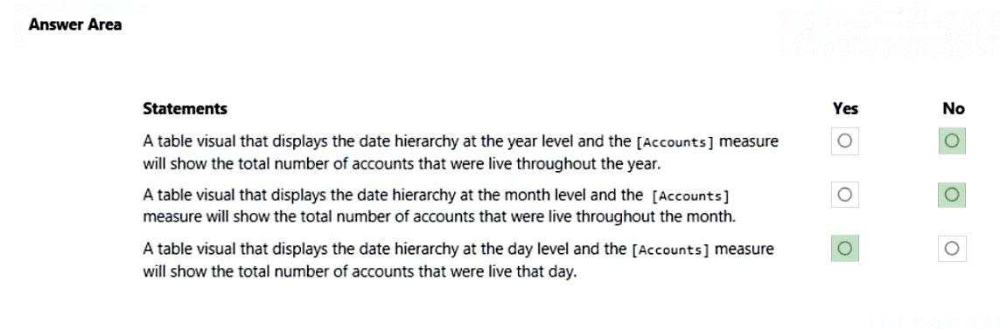 Answer Area
Statements Yes No
A table visual that displays the date hierarchy at the year level and the [Accounts] measure
will show the total number of accounts that were live throughout the year.
A table visual that displays the date hierarchy at the month level and the [Accounts]
measure will show the total number of accounts that were live throughout the month.
A table visual that displays the date hierarchy at the day level and the [Accounts] measure
will show the total number of accounts that were live that day.